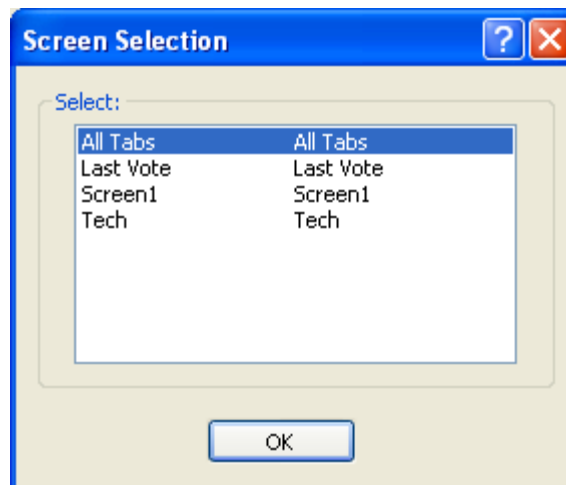 Screen Selection
Select:
All Tabs All Tabs
Last Vote Last Vote
Screen1 Screen1
Tech Tech
OK